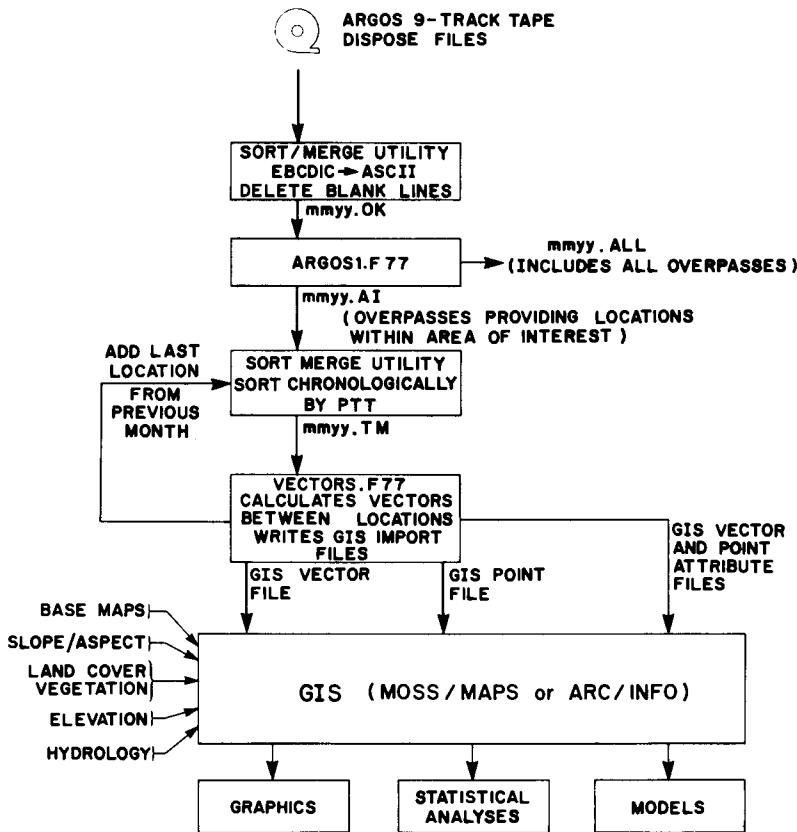 ARGOS 9-TRACK TAPE
DISPOSE FILES
SORT/MERGE UTILITY
EBCDIC→ASCII
DELETE BLANK LINES
mmyy.OK
ARGOS1.F77
mmyy.ALL
(INCLUDES ALL OVERPASSES)
mmyy.AI
(OVERPASSES PROVIDING LOCATIONS
WITHIN AREA OF INTEREST)
ADD LAST
LOCATION
FROM
PREVIOUS
MONTH
SORT MERGE UTILITY
SORT CHRONOLOGICALLY
BY PTT
mmyy.TM
VECTORS.F77
CALCULATES VECTORS
BETWEEN LOCATIONS
WRITES GIS IMPORT
FILES
GIS VECTOR
FILE
GIS POINT
FILE
GIS VECTOR
AND POINT
ATTRIBUTE
FILES
BASE MAPS
SLOPE/ASPECT
LAND COVER
VEGETATION
ELEVATION
HYDROLOGY
GIS (MOSS/MAPS or ARC/INFO)
GRAPHICS
STATISTICAL
ANALYSES
MODELS